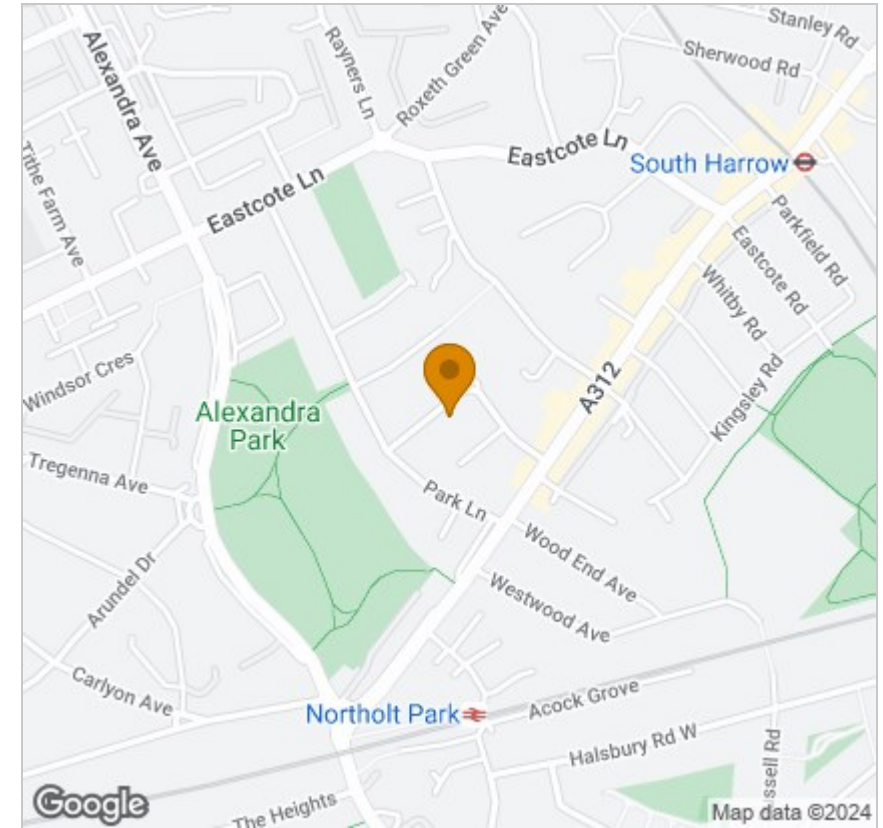 Stanley Rd
Sherwood Rd
Rayners Ln
Roxeth Green Ave
Alexandra Ave
Eastcote Ln
South Harrow
Tithe Farm Ave
Eastcote Ln
Parkfield Rd
Eastcote Rd
Whitby Rd
Windsor Cres
A312
Kingsley Rd
Alexandra
Park
Tregenna Ave
Park Ln
Wood End Ave
Arundel Dr
Westwood Ave
Carlyon Ave
Acock Grove
Northolt Park
Halsbury Rd W
ssell Rd
The Heights
Google
Map data ©2024